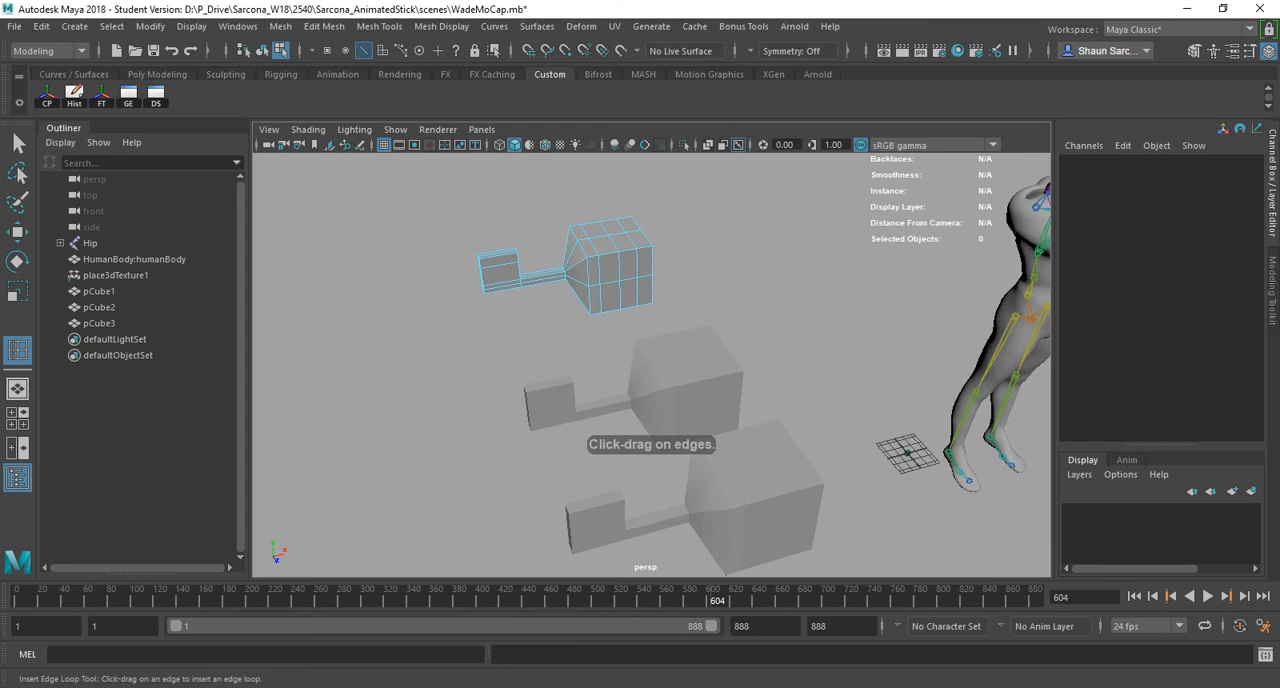 Autodesk Maya 2018 - Student Version: D:\P_Drive\Sarcona_W18\2540\Sarcona_AnimatedStick\scenes\WadeMoCap.mb*
File Edit Create Select Modify Display Windows Mesh Edit Mesh Mesh Tools Mesh Display Curves Surfaces Deform UV Generate Cache Bonus Tools Arnold Help
Workspace: Maya Classic*
Modeling No Live Surface Symmetry: Off Shaun Sarc...
Curves / Surfaces Poly Modeling Sculpting Rigging Animation Rendering FX FX Caching Custom Bifrost MASH Motion Graphics XGen Arnold
CP Hist FT GE DS
Outliner
Display Show Help
Search...
persp
top
front
side
Hip
HumanBody:humanBody
place3dTexture1
pCube1
pCube2
pCube3
defaultLightSet
defaultObjectSet
View Shading Lighting Show Renderer Panels
0.00 1.00 sRGB gamma
Backfaces: N/A
Smoothness: N/A
Instance: N/A
Display Layer: N/A
Distance From Camera: N/A
Selected Objects: 0
Click-drag on edges.
persp
Channels Edit Object Show
Channel Box / Layer Editor
Modeling Toolkit
Display Anim
Layers Options Help
0 20 40 60 80 100 120 140 160 180 200 220 240 260 280 300 320 340 360 380 400 420 440 460 480 500 520 540 560 580 600 620 640 660 680 700 720 740 760 780 800 820 840 860 880
604
604
1 1 1 888 888 888 No Character Set No Anim Layer 24 fps
MEL
Insert Edge Loop Tool: Click-drag on an edge to insert an edge loop.